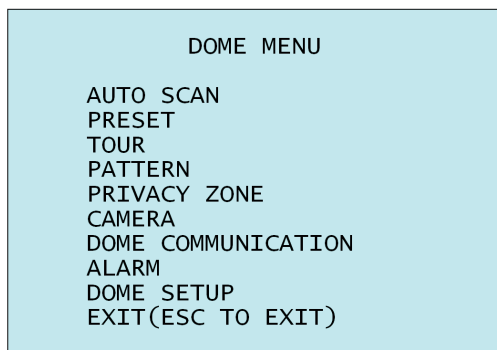 DOME MENU
AUTO SCAN
PRESET
TOUR
PATTERN
PRIVACY ZONE
CAMERA
DOME COMMUNICATION
ALARM
DOME SETUP
EXIT(ESC TO EXIT)